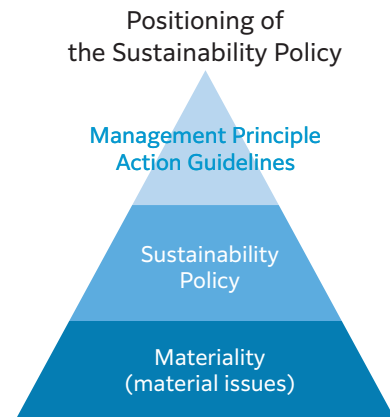 Positioning of
the Sustainability Policy
Management Principle
Action Guidelines
Sustainability
Policy
Materiality
(material issues)